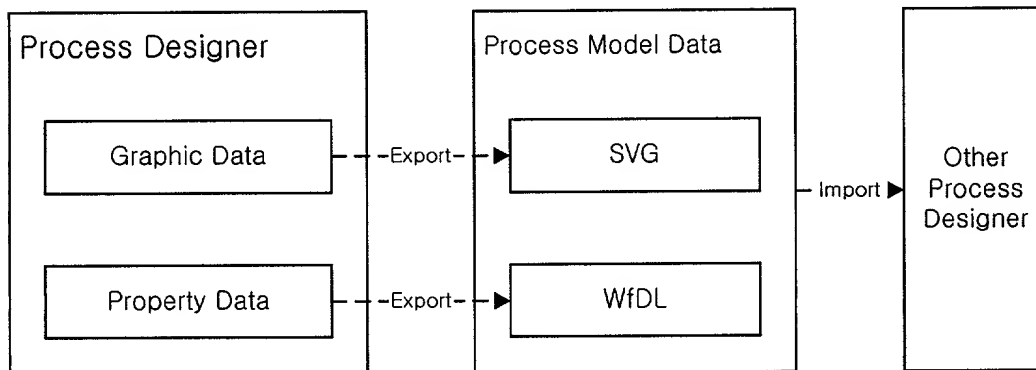 Process Designer
Graphic Data
Export
Property Data
Export
Process Model Data
SVG
WfDL
Import
Other
Process
Designer